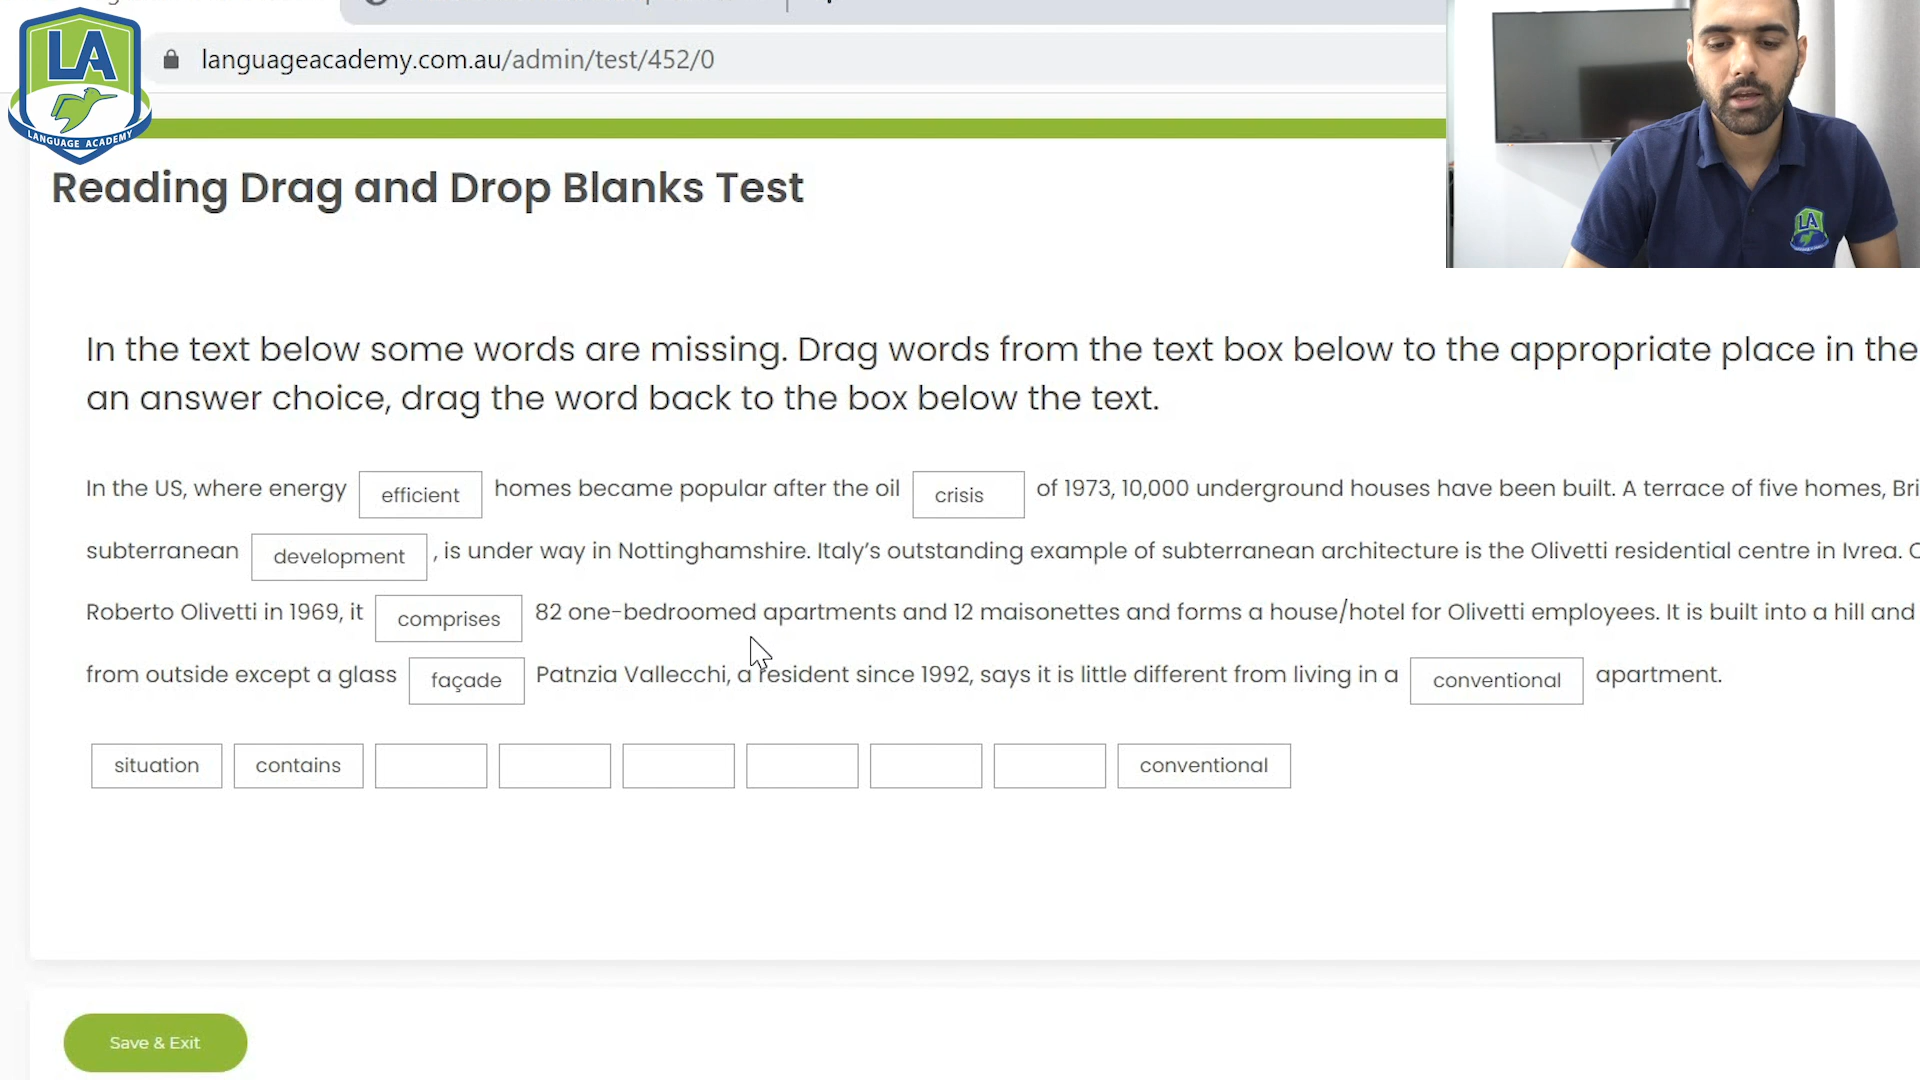 LA
LANGUAGE ACADEMY
languageacademy.com.au/admin/test/452/0
LA
Reading Drag and Drop Blanks Test
In the text below some words are missing. Drag words from the text box below to the appropriate place in the
an answer choice, drag the word back to the box below the text.
In the US, where energy efficient homes became popular after the oil crisis of 1973, 10,000 underground houses have been built. A terrace of five homes, Bri
subterranean development , is under way in Nottinghamshire. Italy's outstanding example of subterranean architecture is the Olivetti residential centre in Ivrea.
Roberto Olivetti in 1969, it comprises 82 one-bedroomed apartments and 12 maisonettes and forms a house/hotel for Olivetti employees. It is built into a hill and
from outside except a glass façade Patnzia Vallecchi, a resident since 1992, says it is little different from living in a conventional apartment.
situation contains conventional
Save & Exit